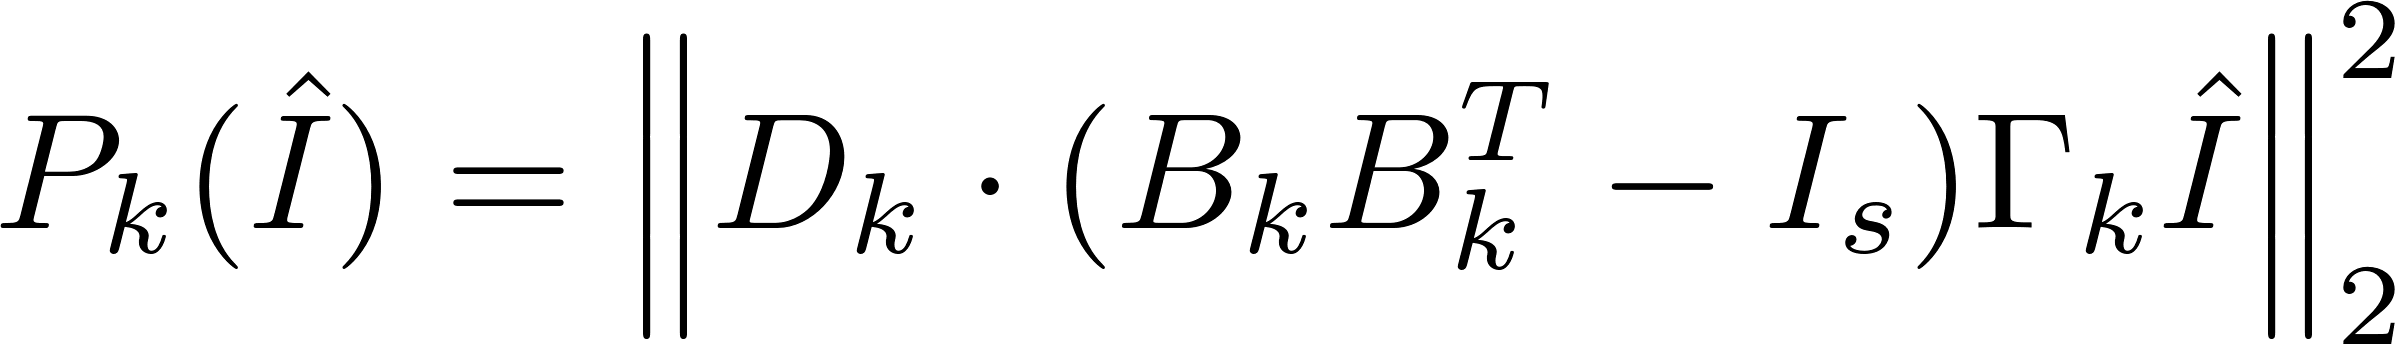 $P_k(\hat{I}) = \left\| D_k \cdot (B_k B_k^T - I_s) \Gamma_k \hat{I} \right\|_2^2$